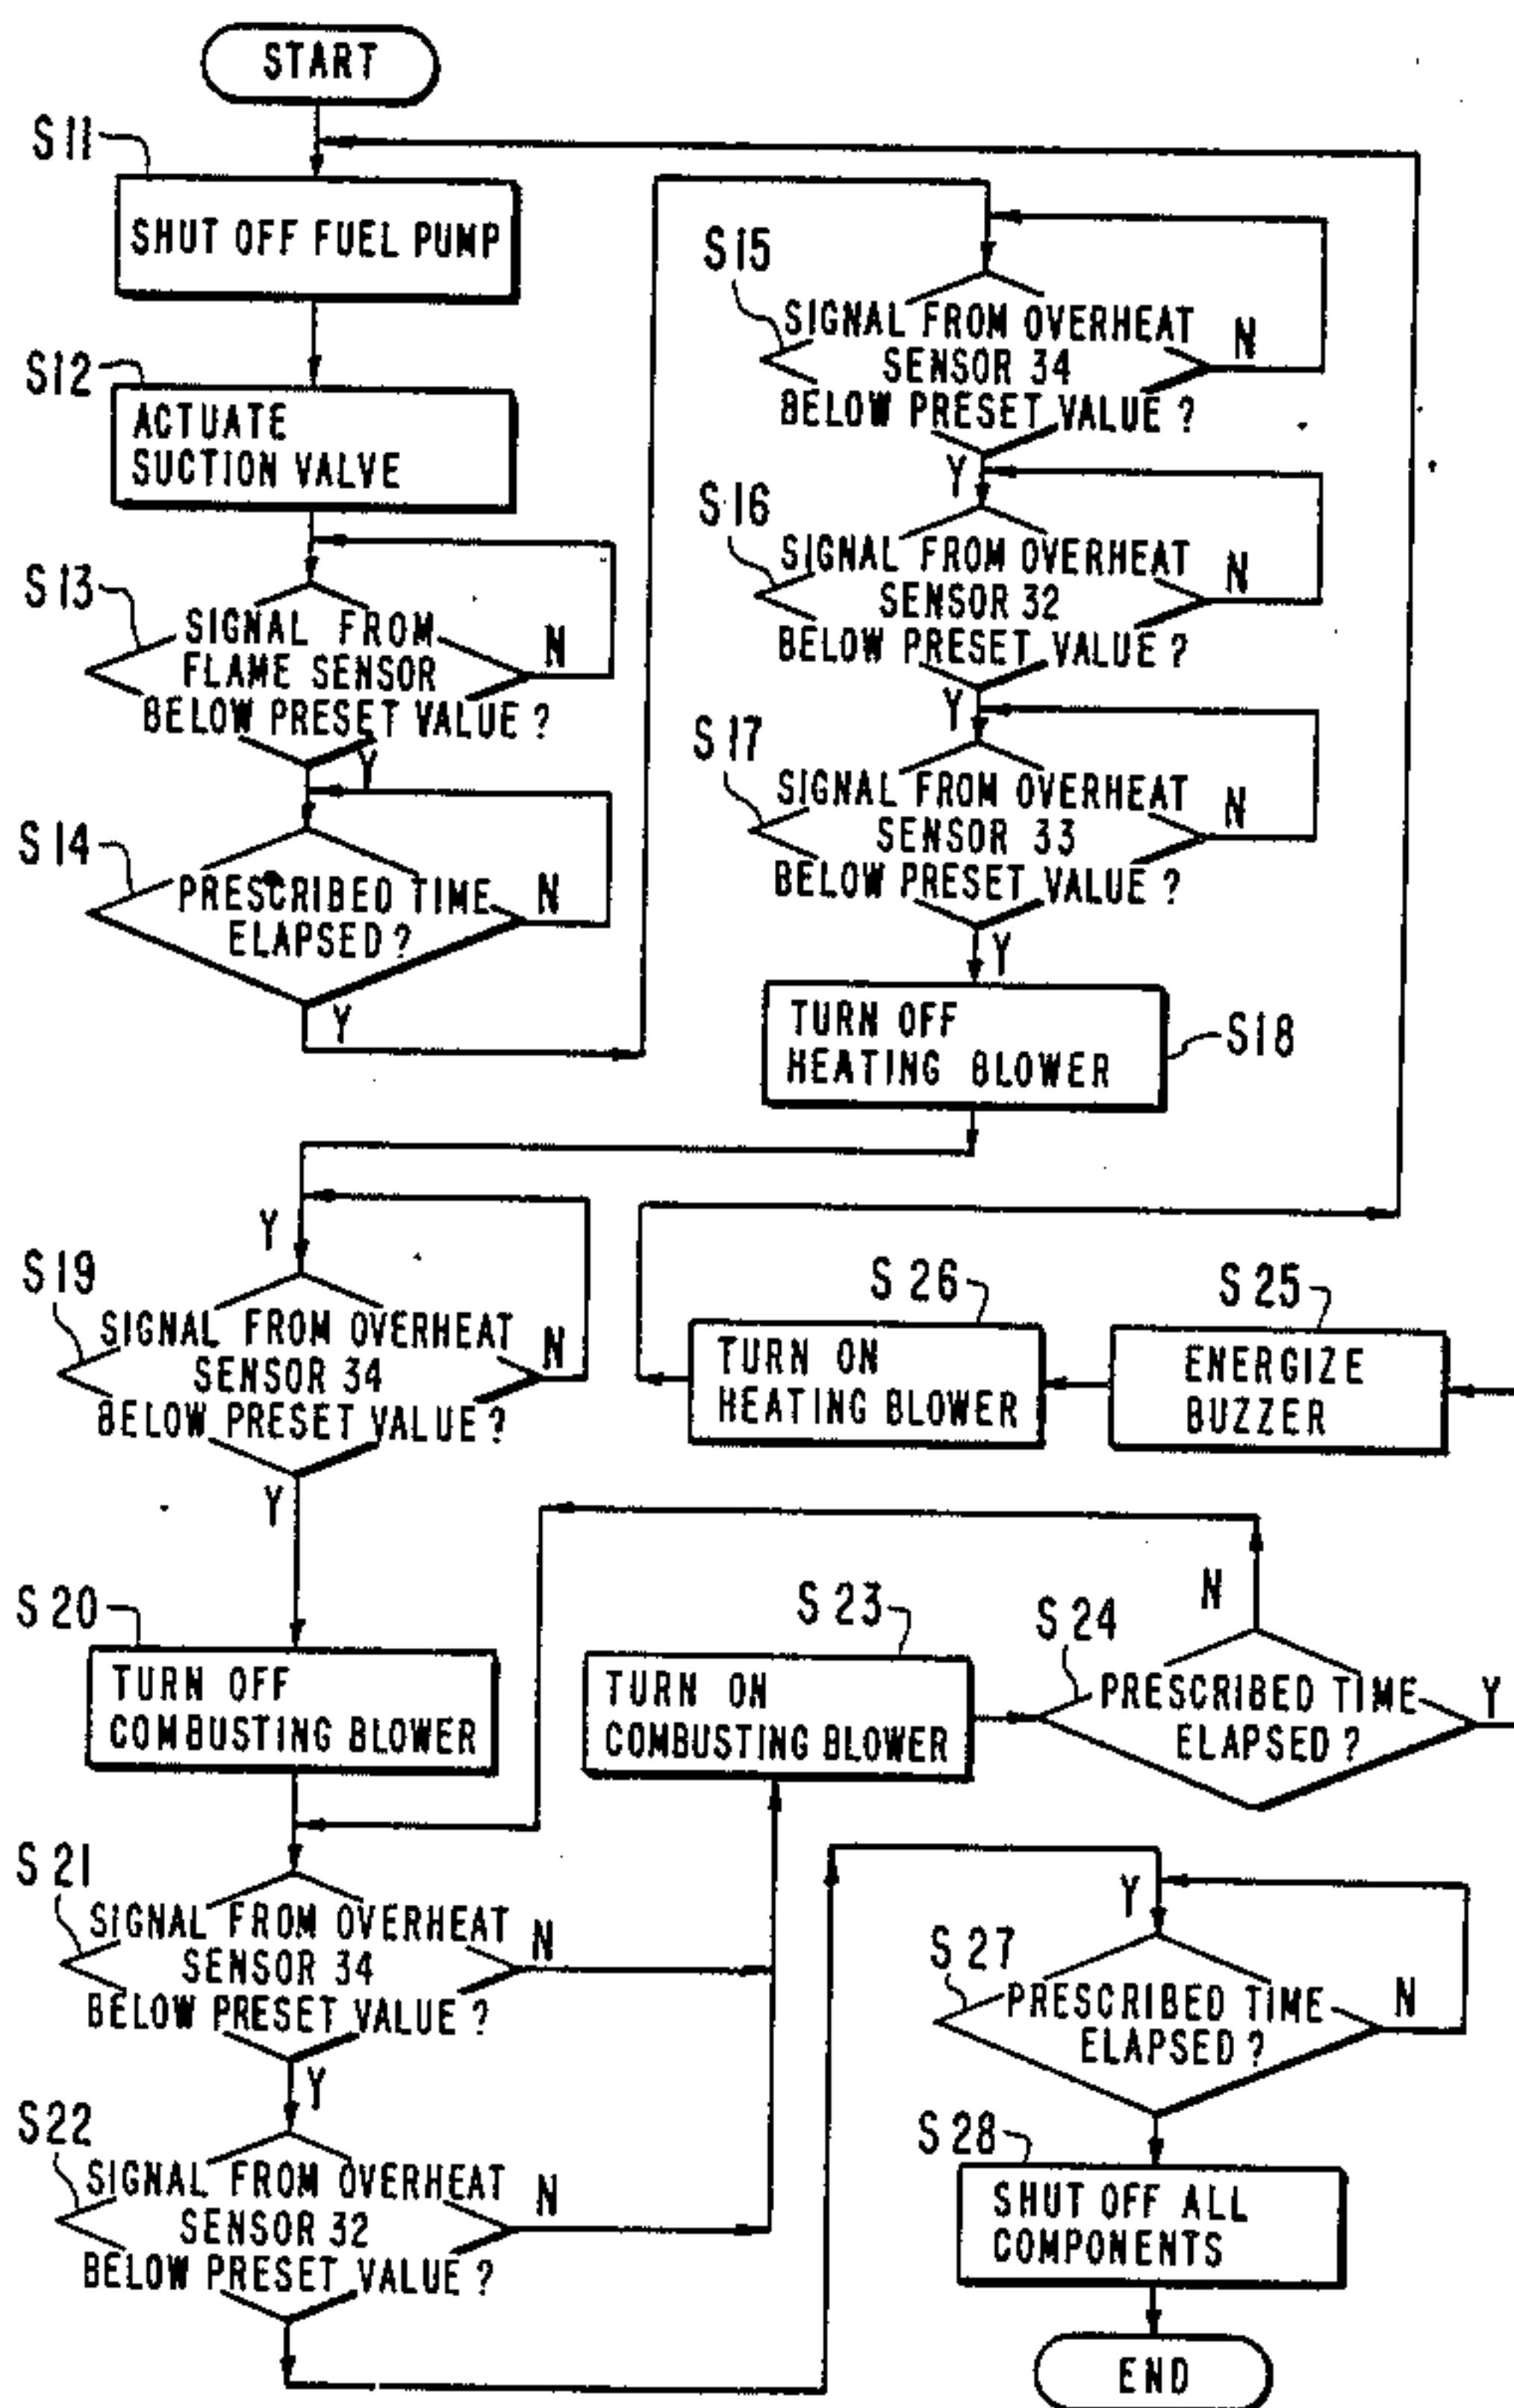 START
S11
SHUT OFF FUEL PUMP
S12
ACTUATE
SUCTION VALVE
S13
SIGNAL FROM
FLAME SENSOR
BELOW PRESET VALUE?
N
Y
S14
PRESCRIBED TIME
ELAPSED?
N
Y
S15
SIGNAL FROM OVERHEAT
SENSOR 34
BELOW PRESET VALUE?
N
Y
S16
SIGNAL FROM OVERHEAT
SENSOR 32
BELOW PRESET VALUE?
N
Y
S17
SIGNAL FROM OVERHEAT
SENSOR 33
BELOW PRESET VALUE?
N
Y
TURN OFF
HEATING BLOWER
S18
Y
S19
SIGNAL FROM OVERHEAT
SENSOR 34
BELOW PRESET VALUE?
N
Y
S20
TURN OFF
COMBUSTING BLOWER
S21
SIGNAL FROM OVERHEAT
SENSOR 34
BELOW PRESET VALUE?
N
Y
S22
SIGNAL FROM OVERHEAT
SENSOR 32
BELOW PRESET VALUE?
N
S23
TURN ON
COMBUSTING BLOWER
S24
PRESCRIBED TIME
ELAPSED?
N
Y
S25
ENERGIZE
BUZZER
S26
TURN ON
HEATING BLOWER
Y
S27
PRESCRIBED TIME
ELAPSED?
N
S28
SHUT OFF ALL
COMPONENTS
END